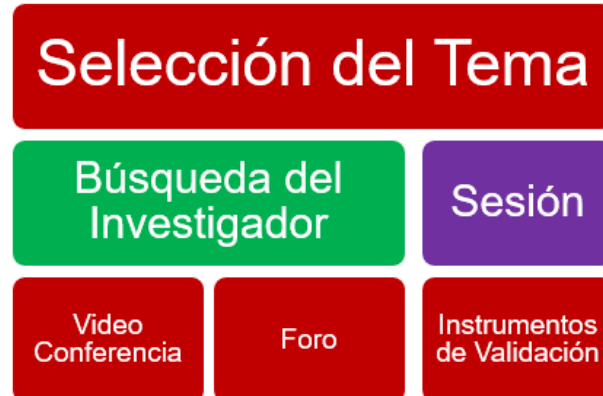 Selección del Tema
Búsqueda del
Investigador
Sesión
Video
Conferencia
Foro
Instrumentos
de Validación